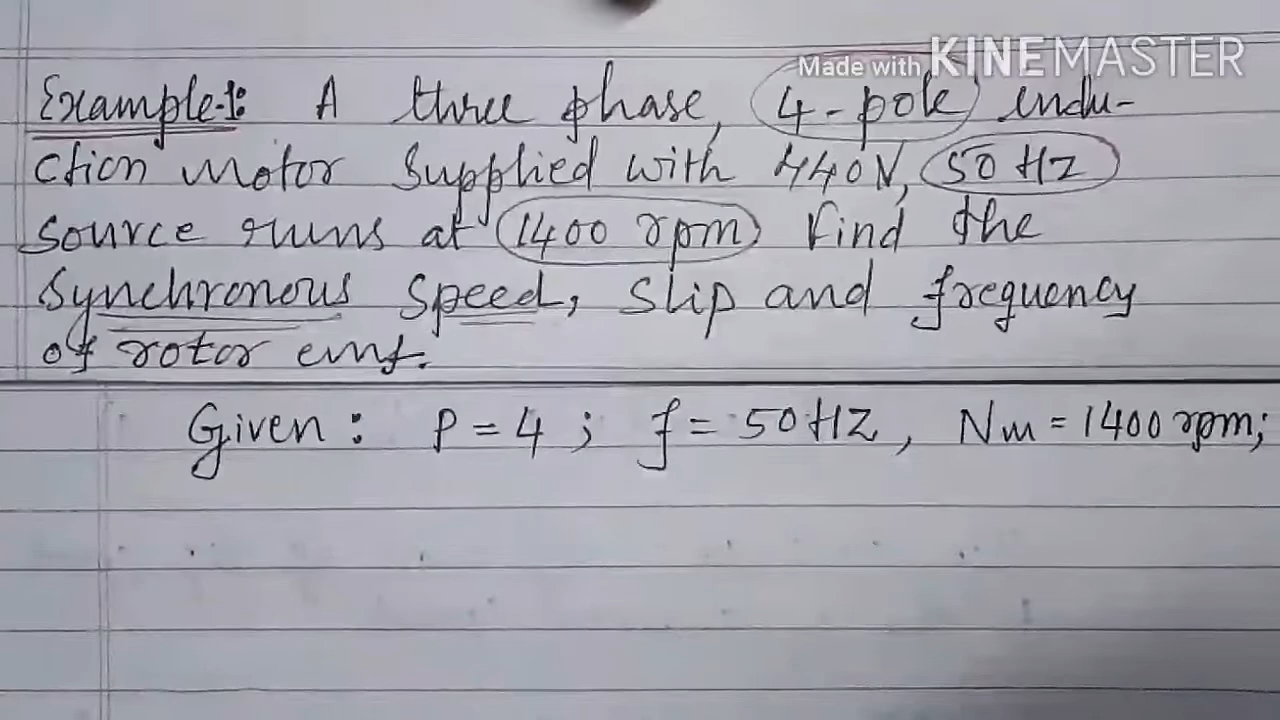 Made with KINEMASTER
Example-1: A three phase, 4-pole indu-
ction motor supplied with 440V, 50 HZ
source runs at 1400 rpm Find the
synchronous speed, slip and frequency
of rotor emf.
Given: P = 4 ; f = 50 HZ, Nm = 1400 rpm;